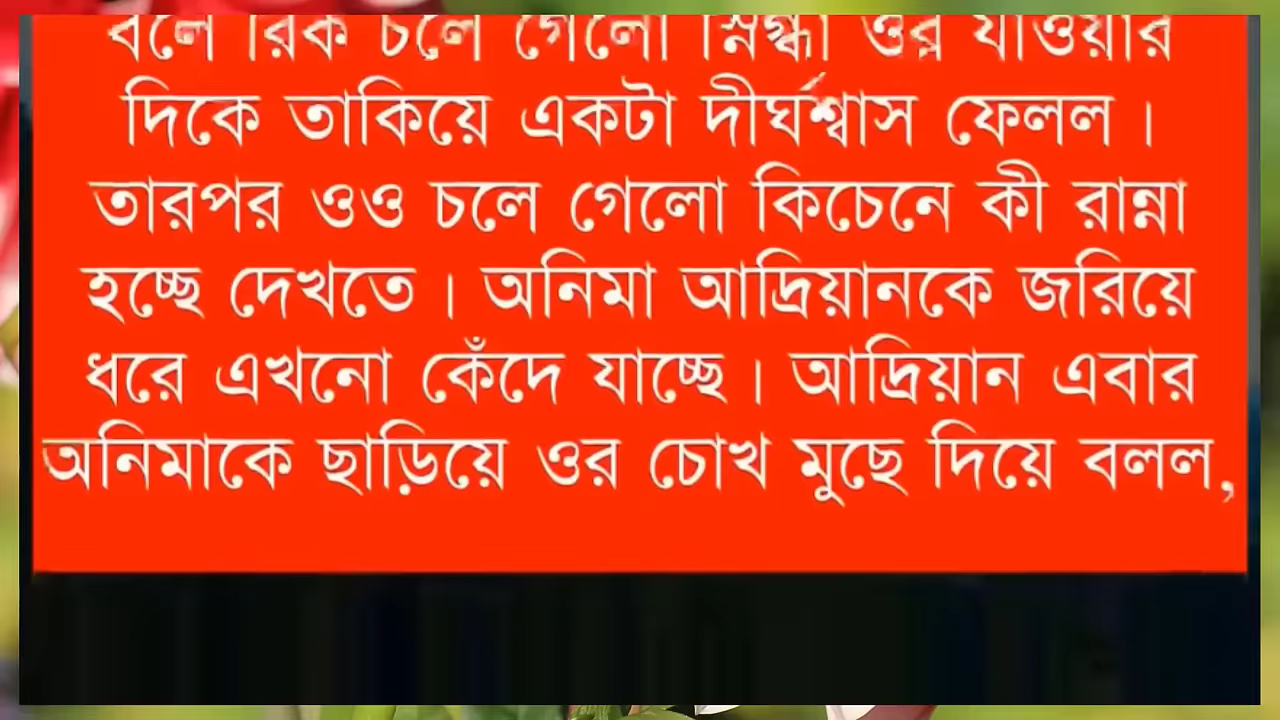 বলে রিক চলে গেলো স্নিগ্ধা ওর যাওয়ার
দিকে তাকিয়ে একটা দীর্ঘশ্বাস ফেলল ।
তারপর ওও চলে গেলো কিচেনে কী রান্না
হচ্ছে দেখতে । অনিমা আদ্রিয়ানকে জরিয়ে
ধরে এখনো কেঁদে যাচ্ছে । আদ্রিয়ান এবার
অনিমাকে ছাড়িয়ে ওর চোখ মুছে দিয়ে বলল,